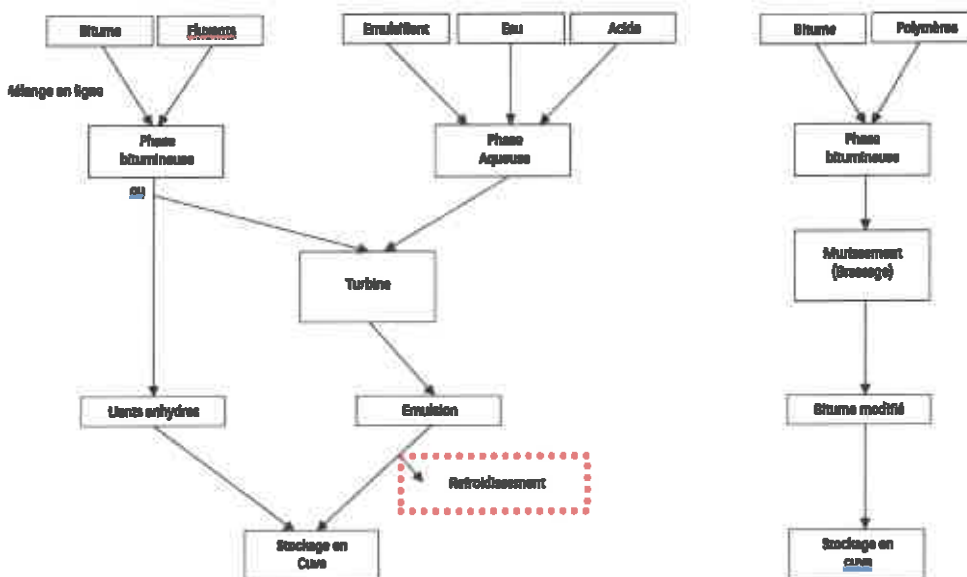 Bitume
Fluxants
Emulsifiant
Eau
Acide
Bitume
Polymères
Mélange en ligne
Phase
bitumineuse
Phase
Aqueuse
Phase
bitumineuse
ou
Turbine
Murissement
(Brassage)
Liants anhydres
Emulsion
Bitume modifié
Refroidissement
Stockage en
Cuve
Stockage en
cuve